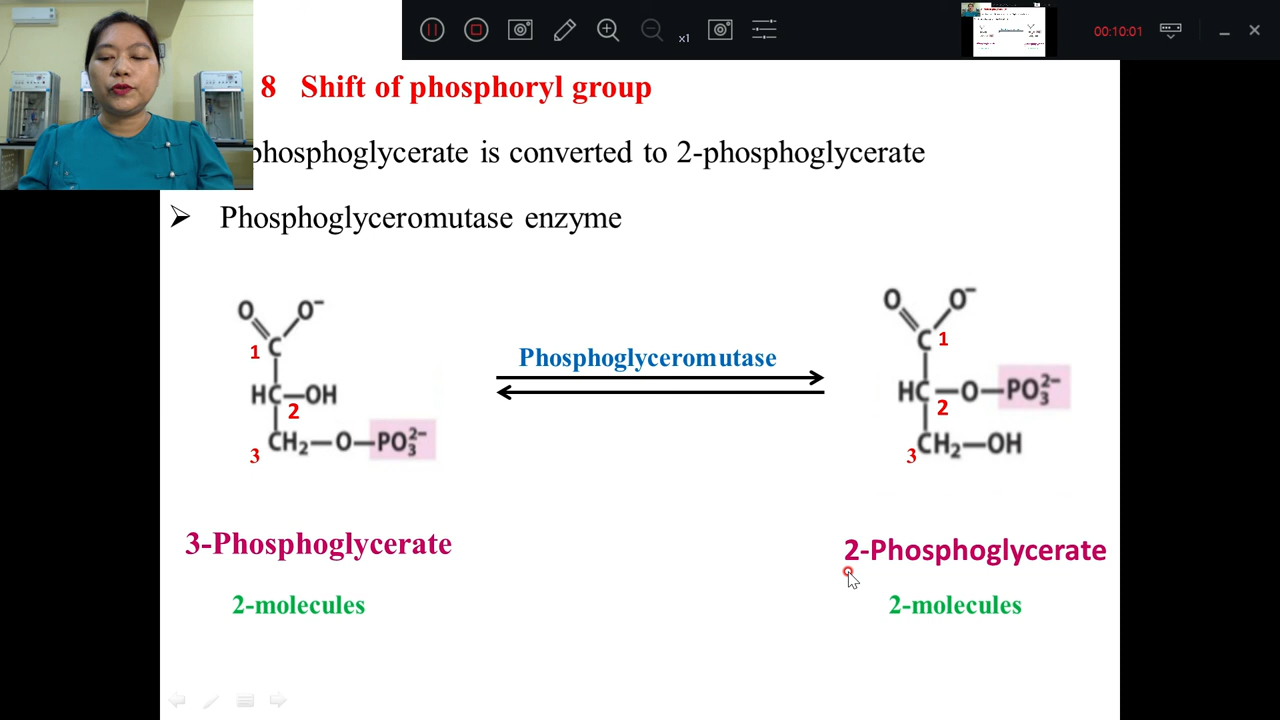 x1
00:10:01
8 Shift of phosphoryl group
phosphoglycerate is converted to 2-phosphoglycerate
➢ Phosphoglyceromutase enzyme
O O⁻
1 C
HC—OH
2
3 CH₂—O—PO₃²⁻
Phosphoglyceromutase
O O⁻
C 1
HC—O—PO₃²⁻
2
3 CH₂—OH
3-Phosphoglycerate
2-Phosphoglycerate
2-molecules
2-molecules